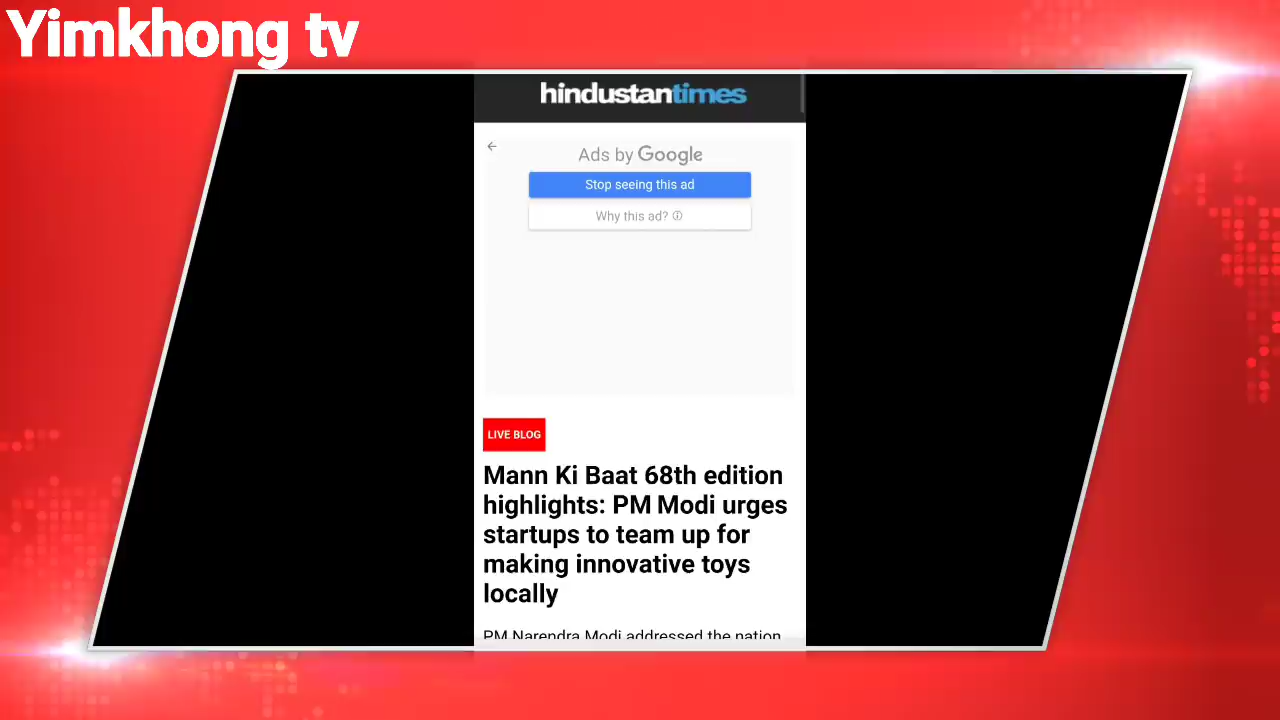 Yimkhong tv
hindustantimes
Ads by Google
Stop seeing this ad
Why this ad?
LIVE BLOG
Mann Ki Baat 68th edition
highlights: PM Modi urges
startups to team up for
making innovative toys
locally
PM Narendra Modi addressed the nation